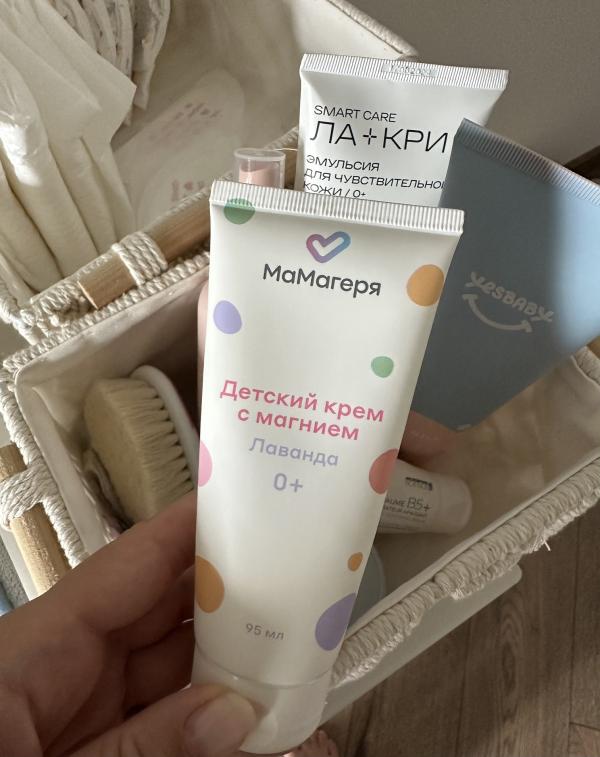 SMART CARE
ЛА КРИ
ЭМУЛЬСИЯ
ДЛЯ ЧУВСТВИТЕЛЬНОЙ
КОЖИ / 0+
yesBABY
МаМагеря
Детский крем
с магнием
Лаванда
0+
95 мл
B5+